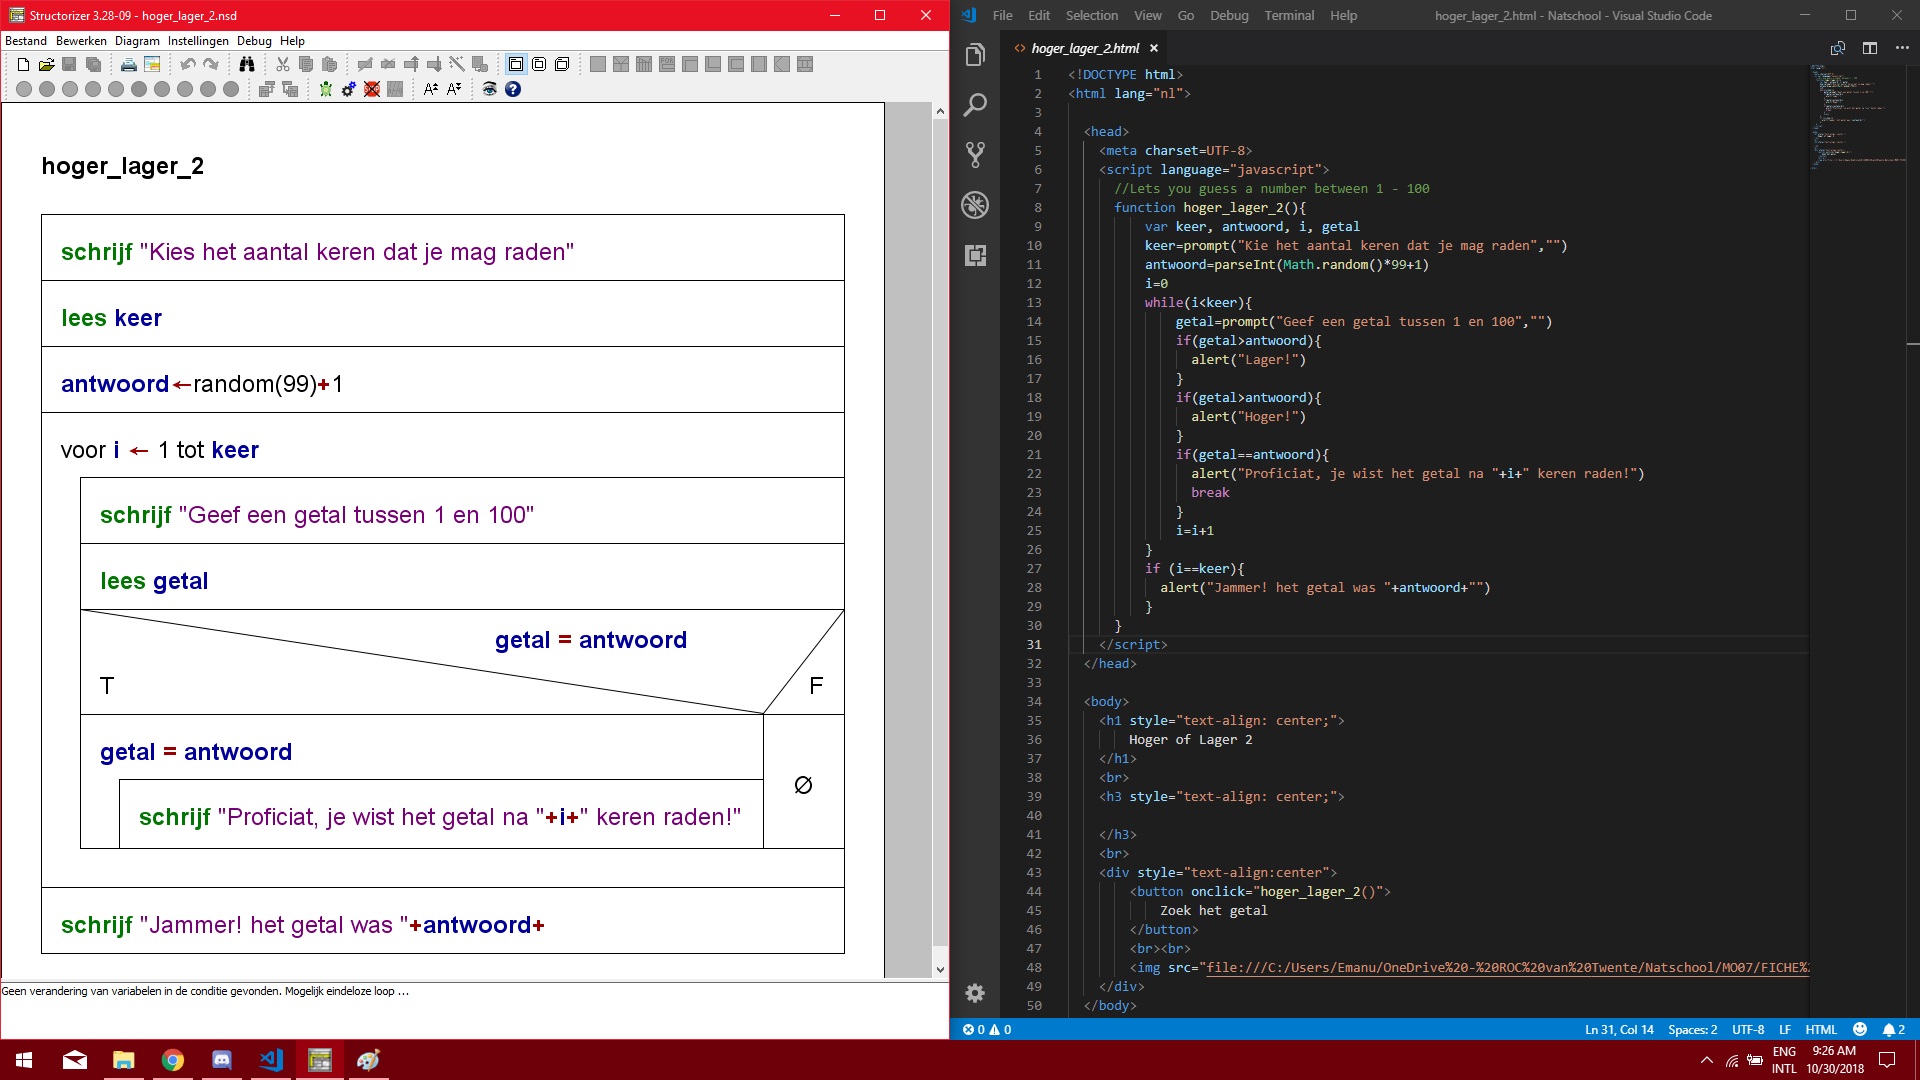 Structorizer 3.28-09 - hoger_lager_2.nsd
Bestand Bewerken Diagram Instellingen Debug Help
hoger_lager_2
schrijf "Kies het aantal keren dat je mag raden"
lees keer
antwoord←random(99)+1
voor i ← 1 tot keer
schrijf "Geef een getal tussen 1 en 100"
lees getal
getal = antwoord
T
F
getal = antwoord
∅
schrijf "Proficiat, je wist het getal na "+i+" keren raden!"
schrijf "Jammer! het getal was "+antwoord+
Geen verandering van variabelen in de conditie gevonden. Mogelijk eindeloze loop ...
File Edit Selection View Go Debug Terminal Help
hoger_lager_2.html - Natschool - Visual Studio Code
<> hoger_lager_2.html ×
1 <!DOCTYPE html>
2 <html lang="nl">
3
4 <head>
5 <meta charset=UTF-8>
6 <script language="javascript">
7 //Lets you guess a number between 1 - 100
8 function hoger_lager_2(){
9 var keer, antwoord, i, getal
10 keer=prompt("Kie het aantal keren dat je mag raden","")
11 antwoord=parseInt(Math.random()*99+1)
12 i=0
13 while(i<keer){
14 getal=prompt("Geef een getal tussen 1 en 100","")
15 if(getal>antwoord){
16 alert("Lager!")
17 }
18 if(getal>antwoord){
19 alert("Hoger!")
20 }
21 if(getal==antwoord){
22 alert("Proficiat, je wist het getal na "+i+" keren raden!")
23 break
24 }
25 i=i+1
26 }
27 if (i==keer){
28 alert("Jammer! het getal was "+antwoord+"")
29 }
30 }
31 </script>
32 </head>
33
34 <body>
35 <h1 style="text-align: center;">
36 Hoger of Lager 2
37 </h1>
38 <br>
39 <h3 style="text-align: center;">
40
41 </h3>
42 <br>
43 <div style="text-align:center">
44 <button onclick="hoger_lager_2()">
45 Zoek het getal
46 </button>
47 <br><br>
48 <img src="file:///C:/Users/Emanu/OneDrive%20-%20ROC%20van%20Twente/Natschool/MO07/FICHE%
49 </div>
50 </body>
0 0
Ln 31, Col 14 Spaces: 2 UTF-8 LF HTML 2
ENG
INTL
9:26 AM
10/30/2018